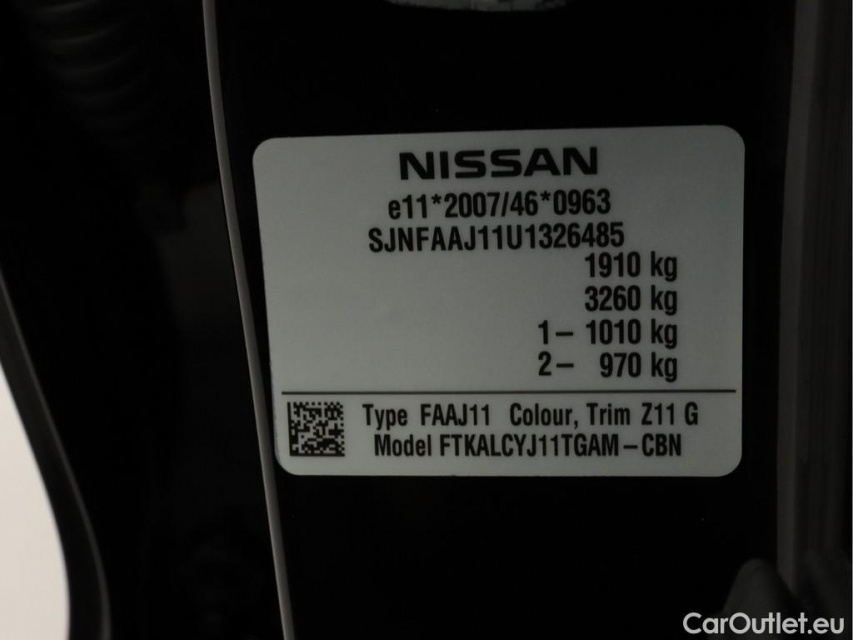 NISSAN
e11*2007/46*0963
SJNFAAJ11U1326485
1910 kg
3260 kg
1– 1010 kg
2– 970 kg
Type FAAJ11 Colour, Trim Z11 G
Model FTKALCYJ11TGAM–CBN
CarOutlet.eu